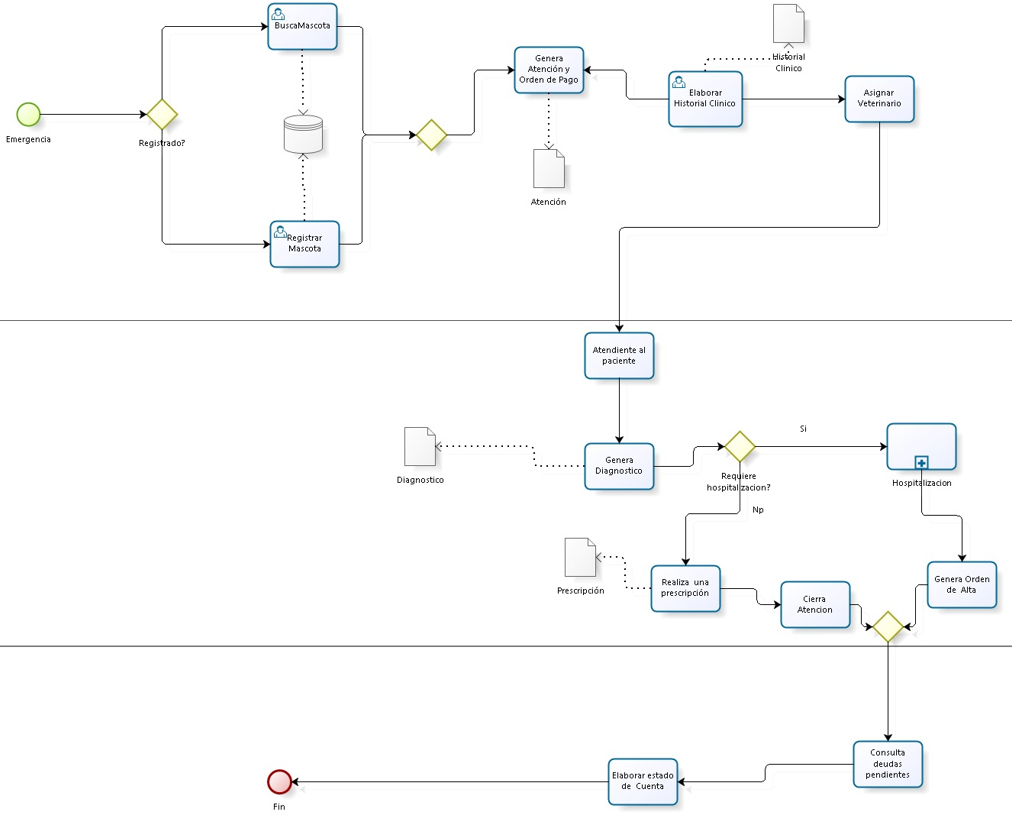 BuscaMascota
Historial
Clinico
Genera
Atención y
Orden de Pago
Elaborar
Historial Clinico
Asignar
Veterinario
Emergencia
Registrado?
Atención
Registrar
Mascota
Atendiente al
paciente
Si
Diagnostico
Genera
Diagnostico
Requiere
hospitalizacion?
Hospitalizacion
Np
Prescripción
Realiza una
prescripción
Cierra
Atencion
Genera Orden
de Alta
Consulta
deudas
pendientes
Elaborar estado
de Cuenta
Fin